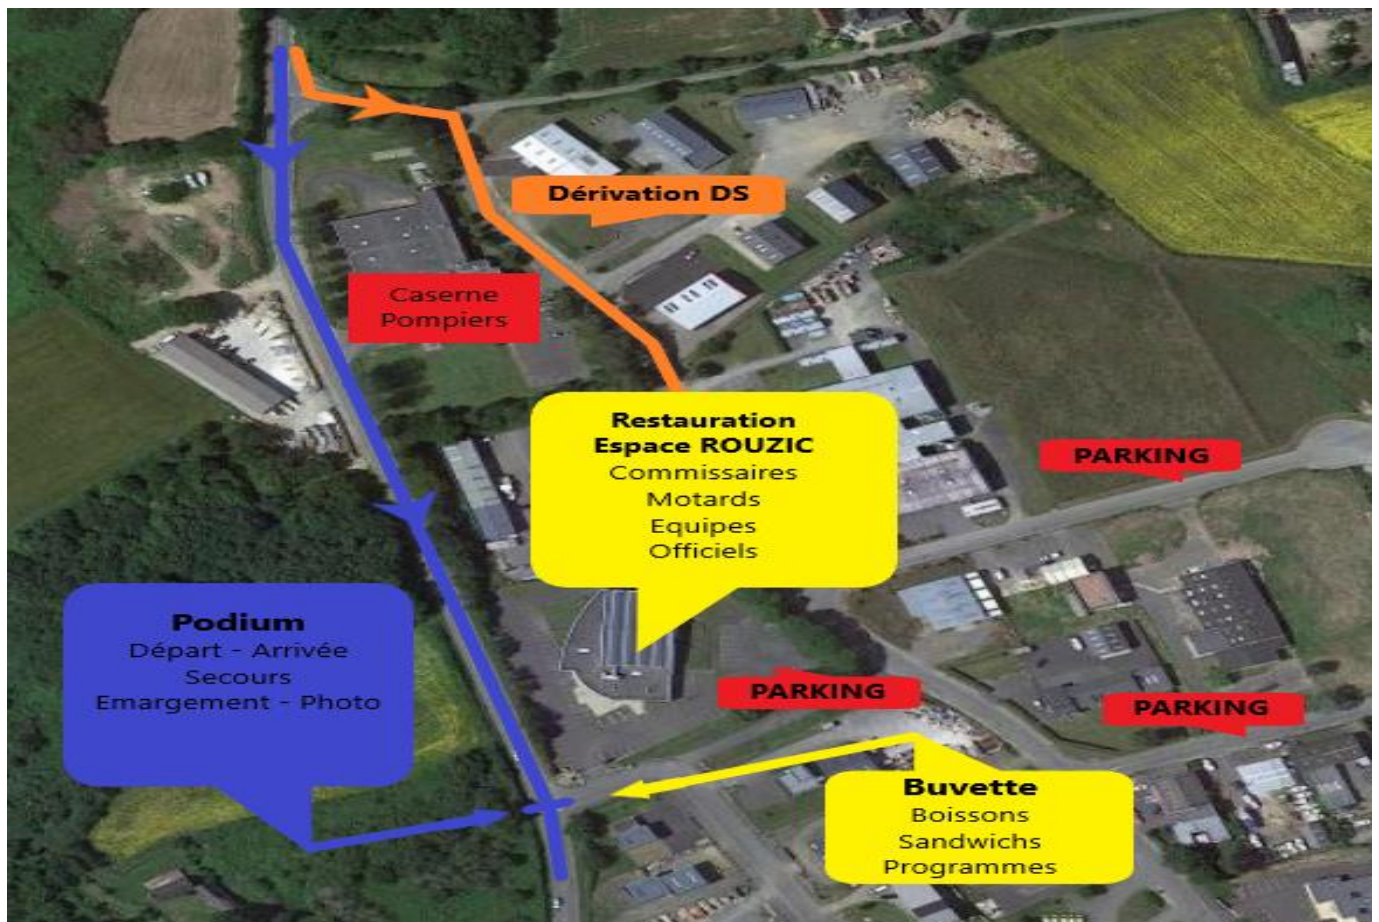 Dérivation DS
Caserne
Pompiers
Restauration
Espace ROUZIC
Commissaires
Motards
Equipes
Officiels
PARKING
Podium
Départ - Arrivée
Secours
Emargement - Photo
PARKING
PARKING
Buvette
Boissons
Sandwichs
Programmes